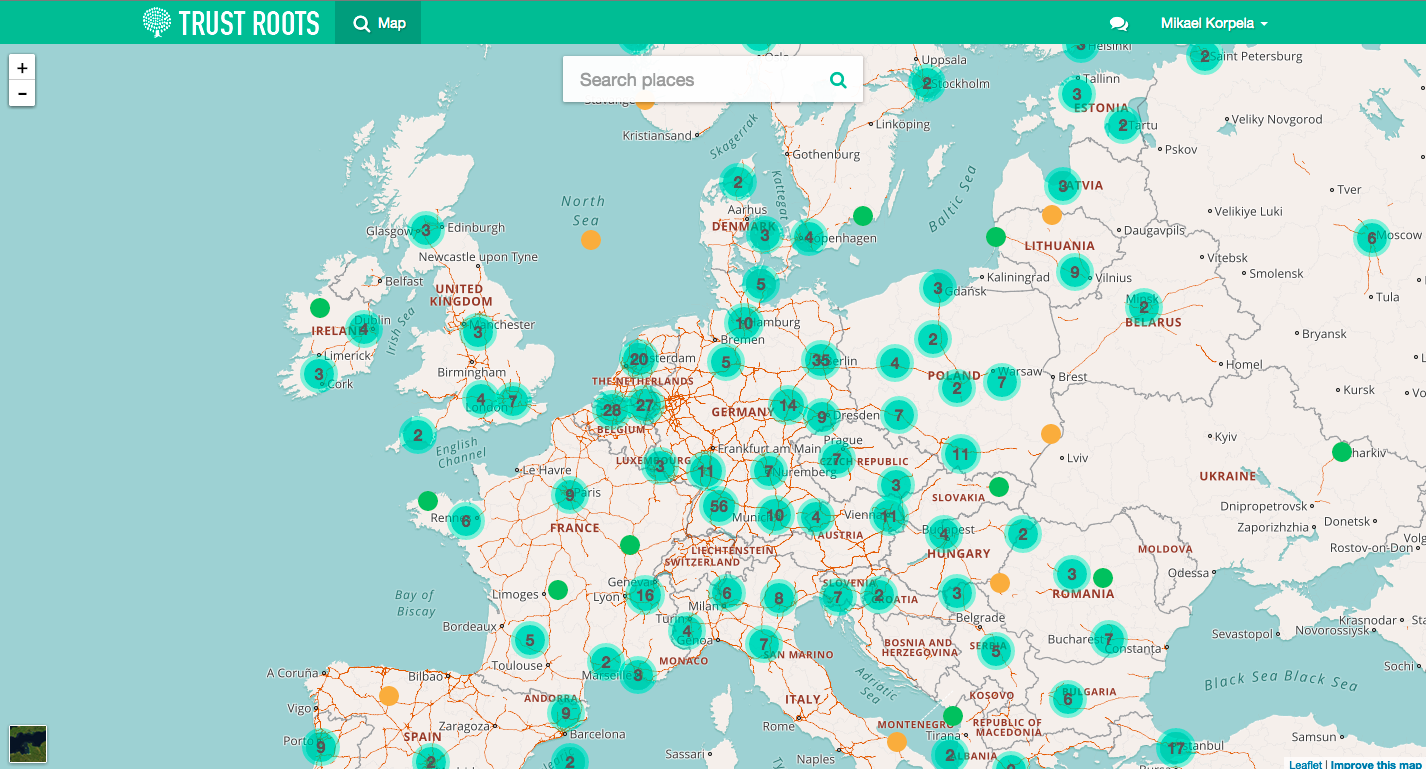 TRUST ROOTS
Map
Mikael Korpela
+
-
Search places
3
Helsinki
Uppsala
2
Saint Petersburg
2
Stockholm
Tallinn
3
ESTONIA
Kristiansand
Skagerrak
Linköping
2
Tartu
Veliky Novgorod
Gothenburg
Pskov
2
Kattegat
3
LATVIA
Tver
North
Sea
Baltic Sea
Aarhus
Velikiye Luki
DENMARK
3
4
Copenhagen
Glasgow
3
Edinburgh
Daugavpils
6
Moscow
LITHUANIA
Newcastle upon Tyne
Vitebsk
Kaliningrad
9
Vilnius
Smolensk
Belfast
UNITED
KINGDOM
5
3
Gdańsk
Minsk
2
BELARUS
Tula
Irish Sea
Dublin
IRELAND
4
Manchester
3
10
Hamburg
Bremen
2
Bryansk
Limerick
3
Cork
Birmingham
20
Amsterdam
5
35
Berlin
4
POLAND
2
Warsaw
7
Brest
Homel
THE NETHERLANDS
Kursk
4
7
London
28
27
BELGIUM
GERMANY
14
9
Dresden
7
2
English
Channel
Frankfurt am Main
Prague
7
CZECH REPUBLIC
11
Lviv
Kyiv
Kharkiv
Le Havre
LUXEMBOURG
3
11
7
Nuremberg
3
UKRAINE
9
Paris
SLOVAKIA
6
Rennes
56
Munich
10
4
Vienna
11
Dnipropetrovsk
FRANCE
AUSTRIA
Budapest
4
2
Zaporizhzhia
Donetsk
LIECHTENSTEIN
SWITZERLAND
HUNGARY
MOLDOVA
Rostov-on-Don
Bay of
Biscay
Limoges
Geneva
Lyon
16
6
Milan
8
SLOVENIA
7
2
CROATIA
3
3
ROMANIA
Odessa
Bordeaux
Turin
4
Genoa
Belgrade
Krasnodar
5
7
SAN MARINO
BOSNIA AND
HERZEGOVINA
SERBIA
5
Bucharest
7
Constanta
Sevastopol
Novorossiysk
Toulouse
2
Marseille
3
MONACO
Sochi
A Coruña
Bilbao
Adriatic
Sea
Black Sea Black Sea
ANDORRA
9
ITALY
KOSOVO
6
BULGARIA
Vigo
Zaragoza
Barcelona
Rome
MONTENEGRO
REPUBLIC OF
MACEDONIA
Tirana
Porto
9
SPAIN
2
2
Sassari
Naples
2
ALBANIA
17
Istanbul
Samsun
Leaflet | Improve this map